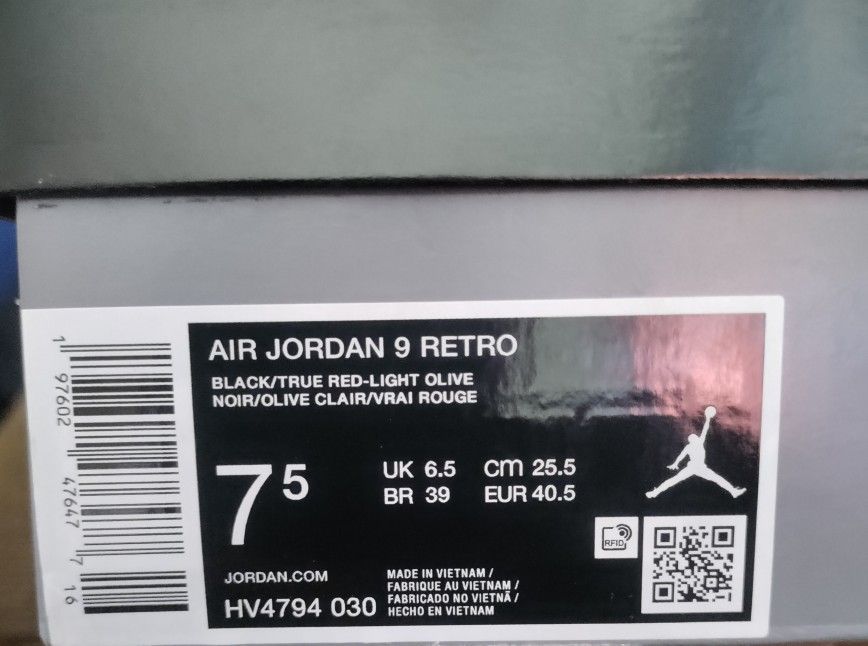 AIR JORDAN 9 RETRO
BLACK/TRUE RED-LIGHT OLIVE
NOIR/OLIVE CLAIR/VRAI ROUGE
7 5
UK 6.5 cm 25.5
BR 39 EUR 40.5
RFID
JORDAN.COM
HV4794 030
MADE IN VIETNAM /
FABRIQUE AU VIETNAM /
FABRICADO NO VIETNÃ /
HECHO EN VIETNAM
1 97602 47647 7 16